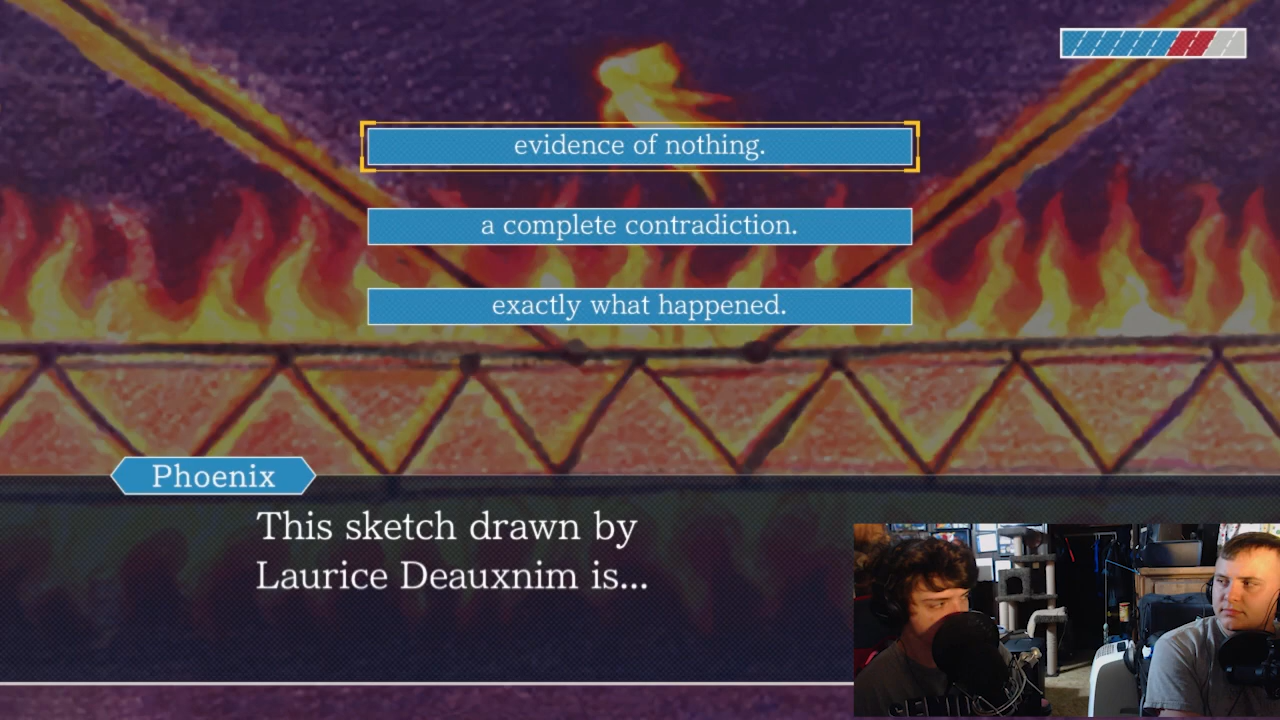 evidence of nothing.
a complete contradiction.
exactly what happened.
Phoenix
This sketch drawn by
Laurice Deauxnim is...